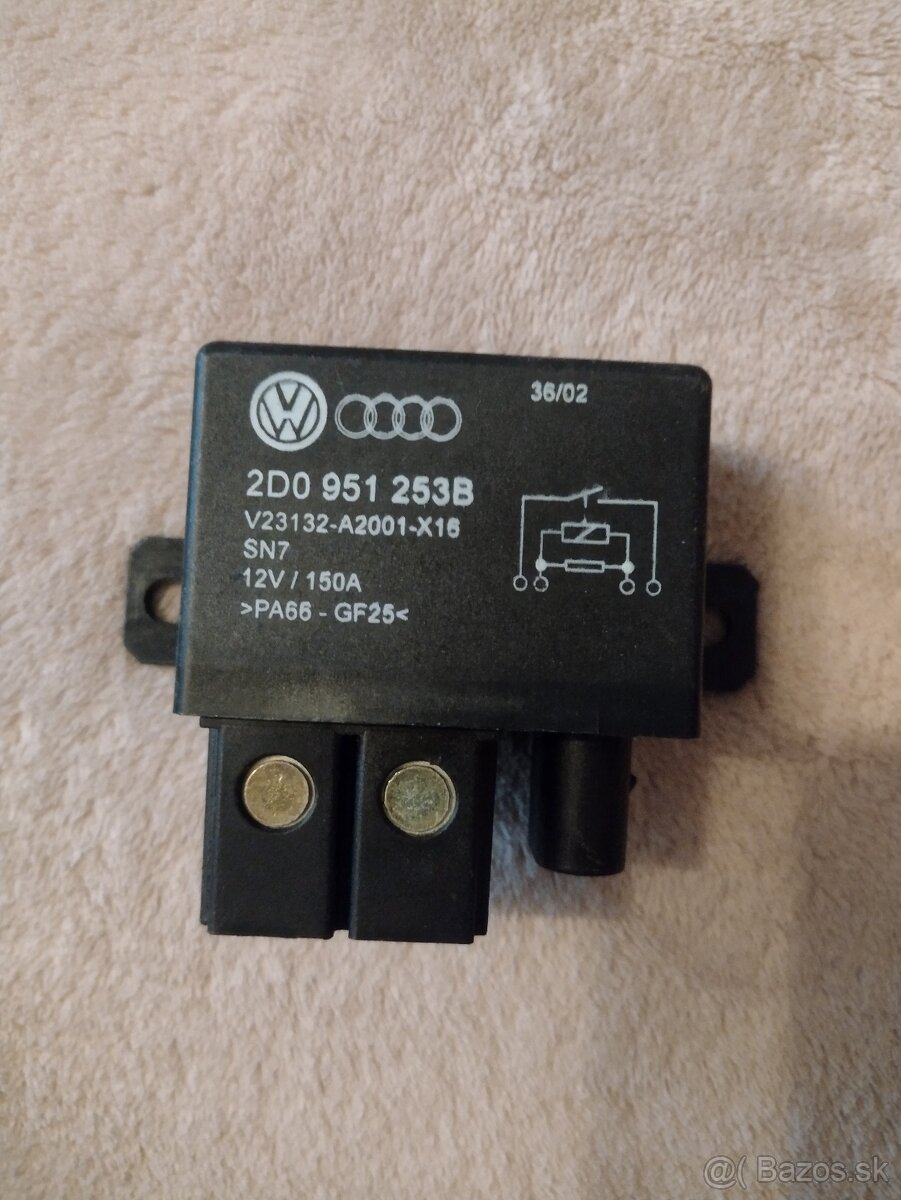 36/02
2D0 951 253B
V23132-A2001-X16
SN7
12V / 150A
>PA66 - GF25<
@( Bazos.sk